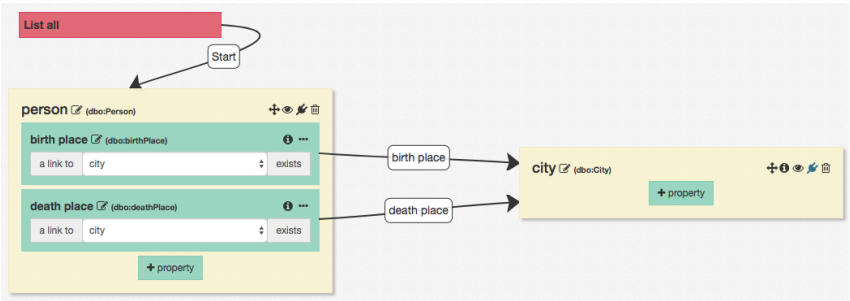 List all
Start
person (dbo:Person)
birth place (dbo:birthPlace)
a link to city exists
birth place
death place (dbo:deathPlace)
a link to city exists
death place
+ property
city (dbo:City)
+ property